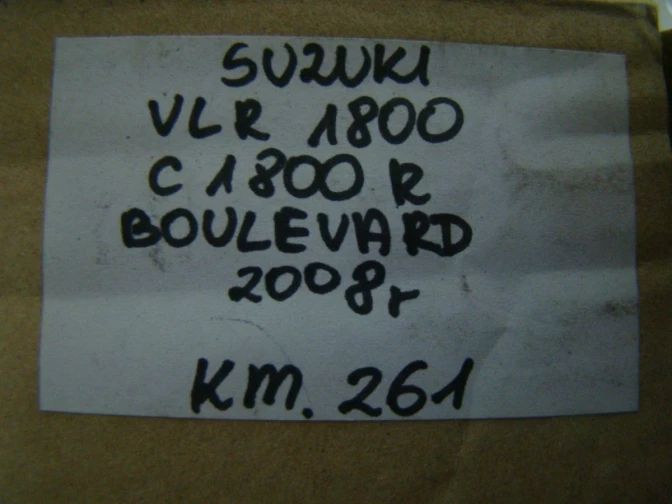 SUZUKI
VLR 1800
C 1800 R
BOULEVARD
2008r
KM. 261